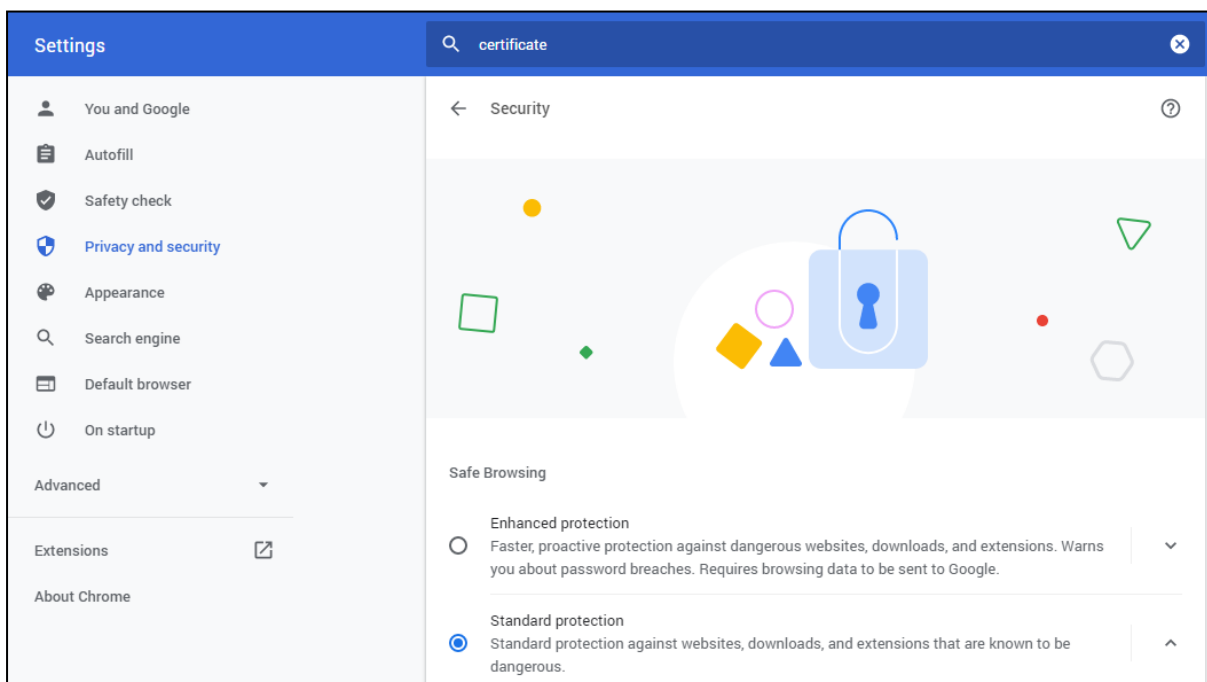 Settings
certificate
You and Google
Autofill
Safety check
Privacy and security
Appearance
Search engine
Default browser
On startup
Advanced
Extensions
About Chrome
Security
Safe Browsing
Enhanced protection
Faster, proactive protection against dangerous websites, downloads, and extensions. Warns
you about password breaches. Requires browsing data to be sent to Google.
Standard protection
Standard protection against websites, downloads, and extensions that are known to be
dangerous.